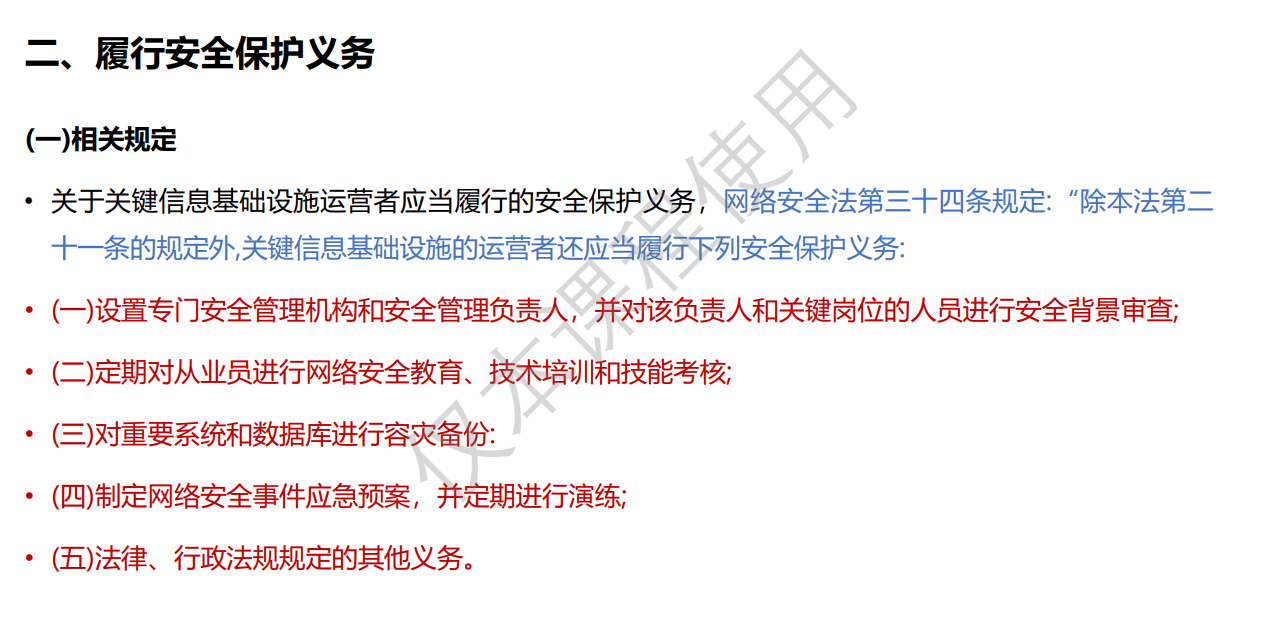 二、履行安全保护义务
(一)相关规定
• 关于关键信息基础设施运营者应当履行的安全保护义务，网络安全法第三十四条规定:“除本法第二
十一条的规定外,关键信息基础设施的运营者还应当履行下列安全保护义务:
• (一)设置专门安全管理机构和安全管理负责人，并对该负责人和关键岗位的人员进行安全背景审查;
• (二)定期对从业员进行网络安全教育、技术培训和技能考核;
• (三)对重要系统和数据库进行容灾备份:
• (四)制定网络安全事件应急预案，并定期进行演练;
• (五)法律、行政法规规定的其他义务。
仅本课程使用